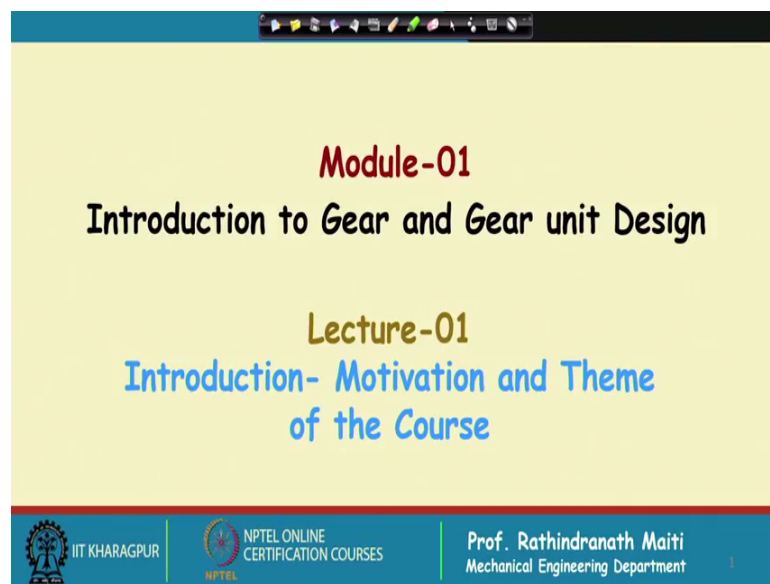 Module-01
Introduction to Gear and Gear unit Design
Lecture-01
Introduction- Motivation and Theme
of the Course
IIT KHARAGPUR
NPTEL
NPTEL ONLINE
CERTIFICATION COURSES
Prof. Rathindranath Maiti
Mechanical Engineering Department
1